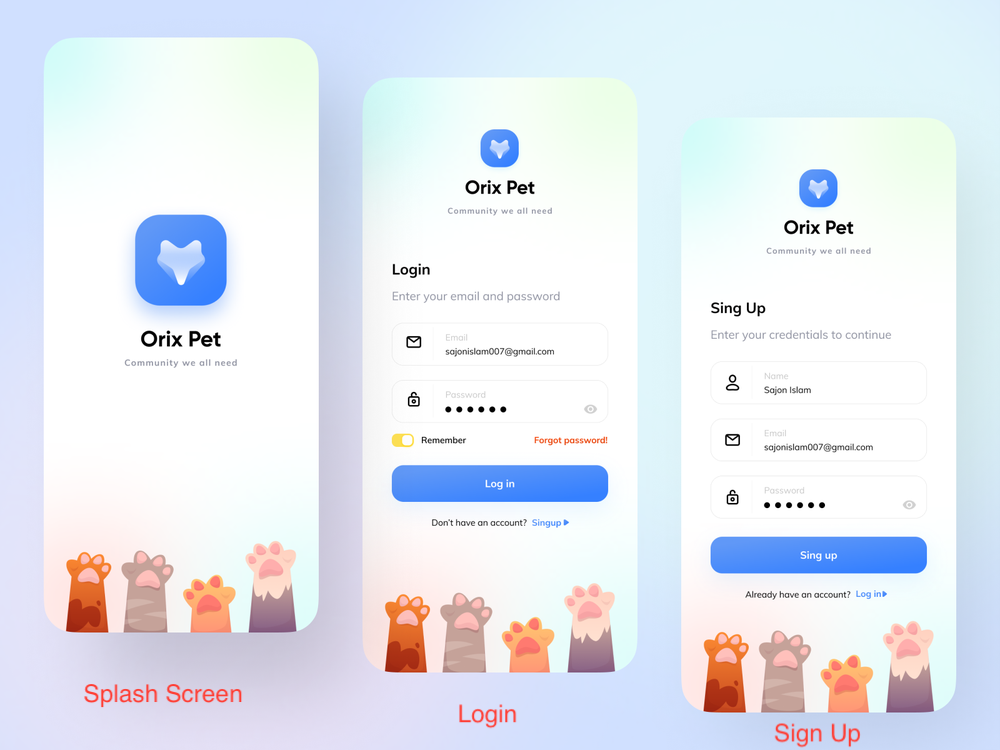 Orix Pet
Community we all need
Splash Screen
Orix Pet
Community we all need
Login
Enter your email and password
Email
sajonislam007@gmail.com
Password
Remember
Forgot password!
Log in
Don't have an account? Singup
Login
Orix Pet
Community we all need
Sing Up
Enter your credentials to continue
Name
Sajon Islam
Email
sajonislam007@gmail.com
Password
Sing up
Already have an account? Log in
Sign Up